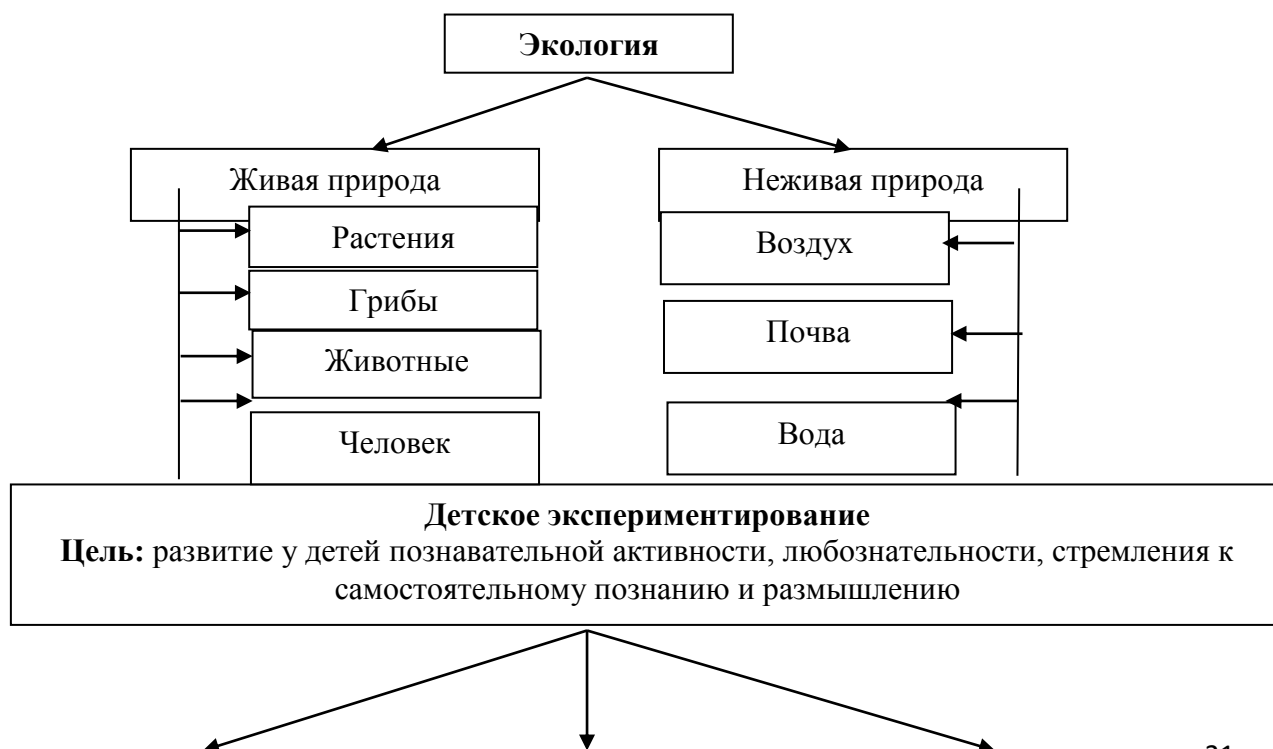 Экология
Живая природа
Неживая природа
Растения
Воздух
Грибы
Почва
Животные
Человек
Вода
Детское экспериментирование
Цель: развитие у детей познавательной активности, любознательности, стремления к
самостоятельному познанию и размышлению